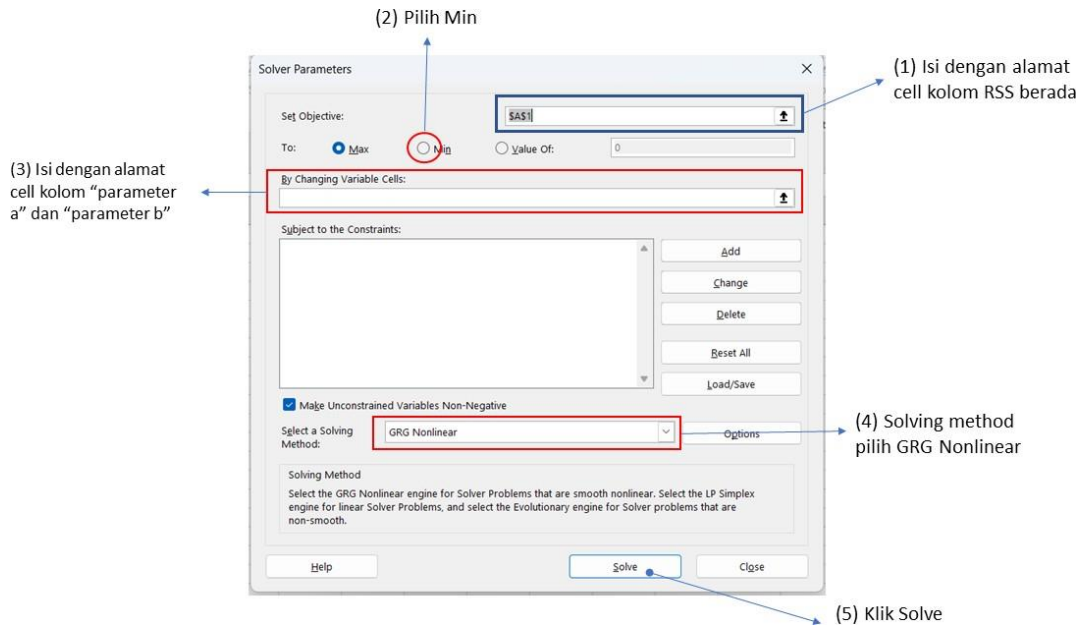 (2) Pilih Min
(1) Isi dengan alamat
cell kolom RSS berada
Solver Parameters
Set Objective:
$A$1
To:
Max
Min
Value Of:
0
(3) Isi dengan alamat
cell kolom “parameter
a” dan “parameter b”
By Changing Variable Cells:
Subject to the Constraints:
Add
Change
Delete
Reset All
Load/Save
Make Unconstrained Variables Non-Negative
Select a Solving
Method:
GRG Nonlinear
Options
(4) Solving method
pilih GRG Nonlinear
Solving Method
Select the GRG Nonlinear engine for Solver Problems that are smooth nonlinear. Select the LP Simplex
engine for linear Solver Problems, and select the Evolutionary engine for Solver problems that are
non-smooth.
Help
Solve
Close
(5) Klik Solve